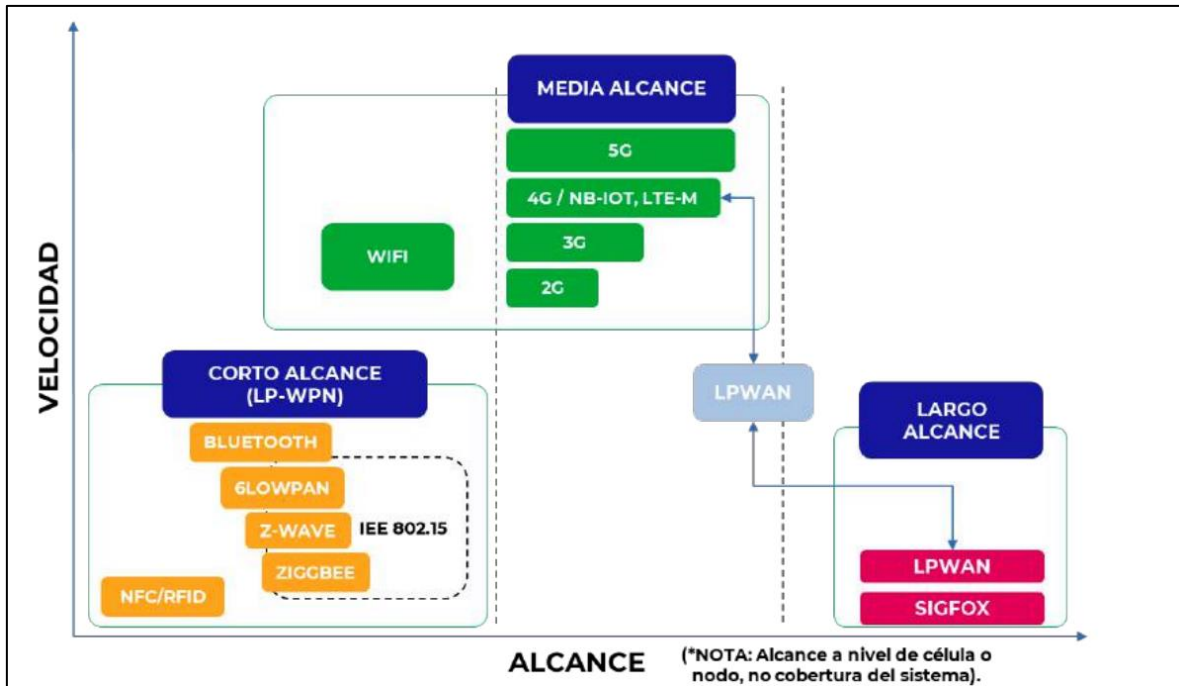 VELOCIDAD
MEDIA ALCANCE
5G
4G / NB-IOT, LTE-M
3G
2G
WIFI
CORTO ALCANCE
(LP-WPN)
BLUETOOTH
6LOWPAN
Z-WAVE
IEE 802.15
ZIGGBEE
NFC/RFID
LPWAN
LARGO
ALCANCE
LPWAN
SIGFOX
ALCANCE
(*NOTA: Alcance a nivel de célula o
nodo, no cobertura del sistema).